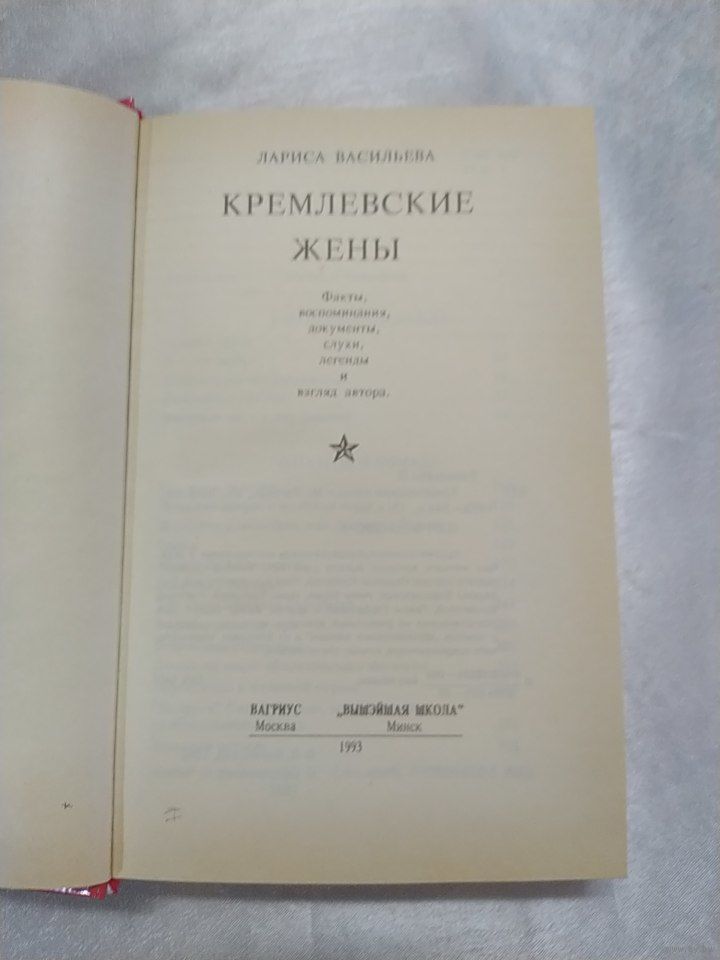 ЛАРИСА ВАСИЛЬЕВА
КРЕМЛЕВСКИЕ
ЖЕНЫ
Факты,
воспоминания,
документы,
слухи,
легенды
и
взгляд автора.
ВАГРИУС „ВЫШЭЙШАЯ ШКОЛА“
Москва Минск
1993